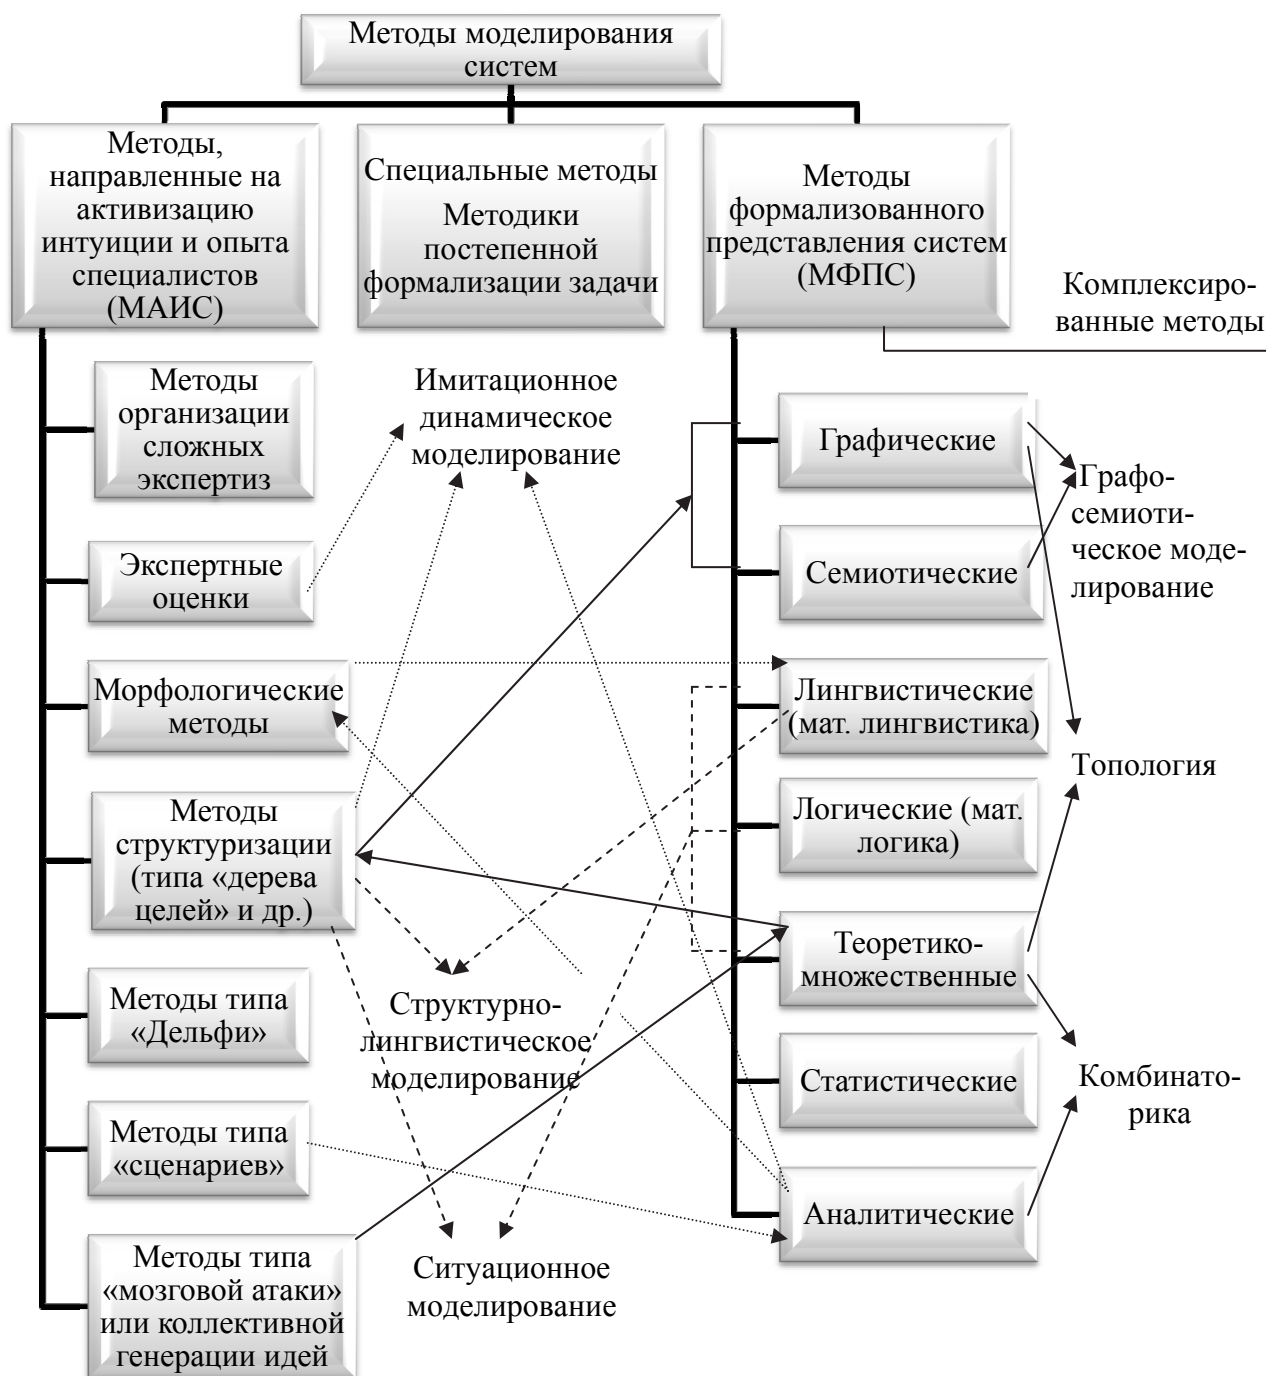 Методы моделирования
систем
Методы,
направленные на
активизацию
интуиции и опыта
специалистов
(МАИС)
Специальные методы
Методики
постепенной
формализации задачи
Методы
формализованного
представления систем
(МФПС)
Комплексиро-
ванные методы
Методы
организации
сложных
экспертиз
Экспертные
оценки
Морфологические
методы
Методы
структуризации
(типа «дерева
целей» и др.)
Методы типа
«Дельфи»
Методы типа
«сценариев»
Методы типа
«мозговой атаки»
или коллективной
генерации идей
Имитационное
динамическое
моделирование
Структурно-
лингвистическое
моделирование
Ситуационное
моделирование
Графические
Семиотические
Лингвистические
(мат. лингвистика)
Логические (мат.
логика)
Теоретико-
множественные
Статистические
Аналитические
Графо-
семиоти-
ческое моде-
лирование
Топология
Комбинато-
рика